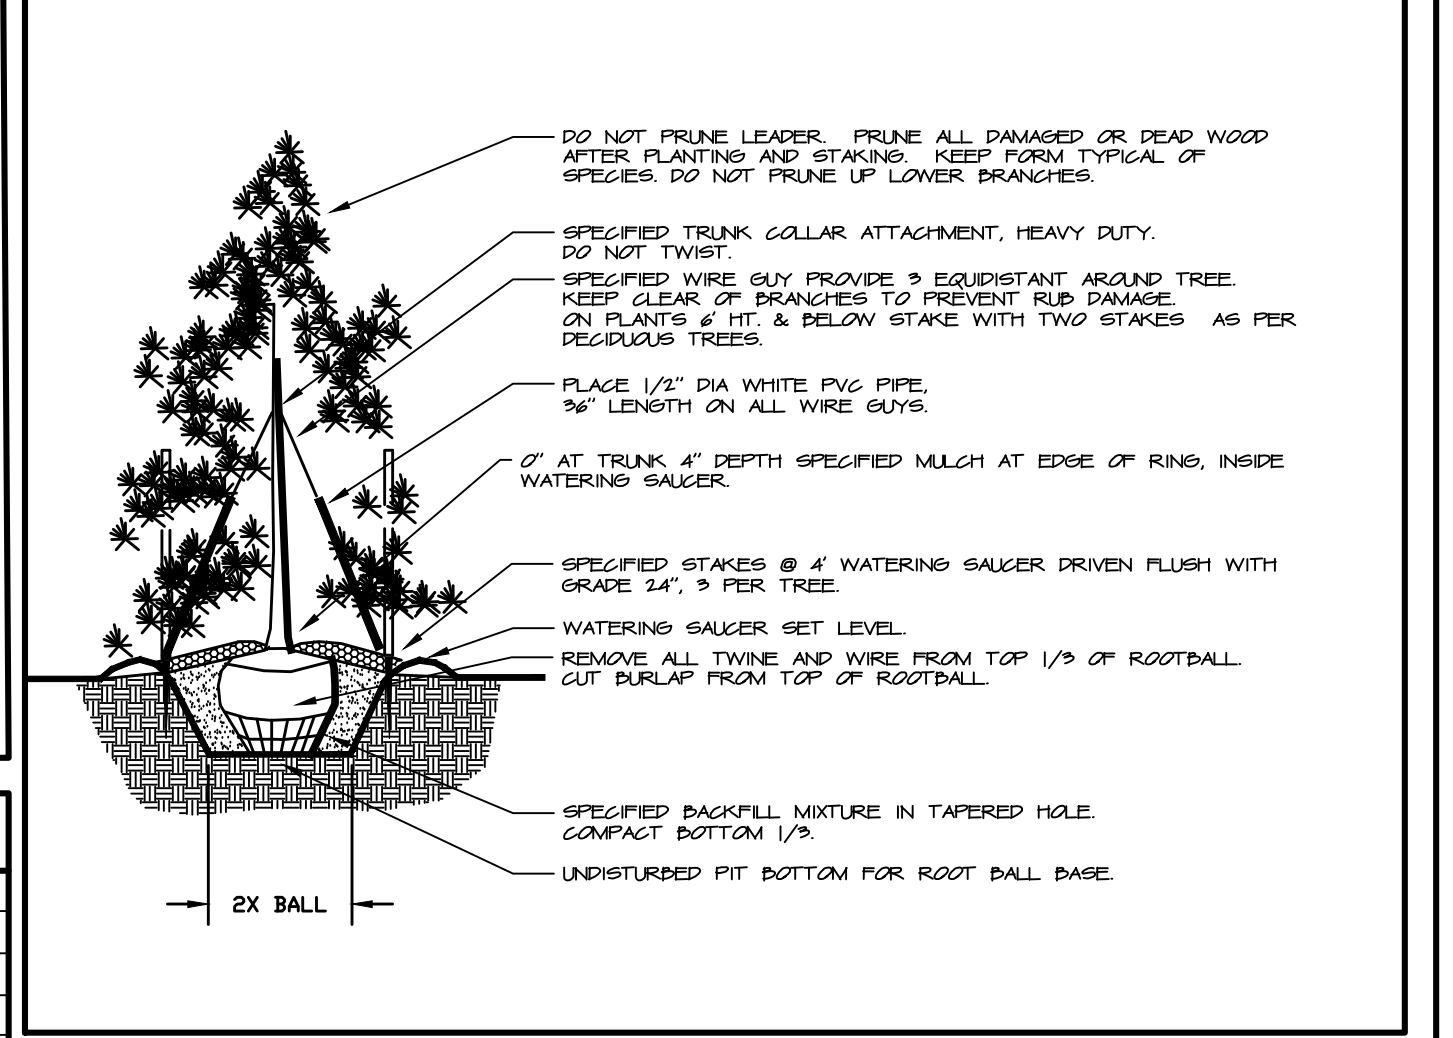 DO NOT PRUNE LEADER. PRUNE ALL DAMAGED OR DEAD WOOD
AFTER PLANTING AND STAKING. KEEP FORM TYPICAL OF
SPECIES. DO NOT PRUNE UP LOWER BRANCHES.
SPECIFIED TRUNK COLLAR ATTACHMENT, HEAVY DUTY.
DO NOT TWIST.
SPECIFIED WIRE GUY PROVIDE 3 EQUIDISTANT AROUND TREE.
KEEP CLEAR OF BRANCHES TO PREVENT RUB DAMAGE.
ON PLANTS 6' HT. & BELOW STAKE WITH TWO STAKES AS PER
DECIDUOUS TREES.
PLACE 1/2" DIA WHITE PVC PIPE,
36" LENGTH ON ALL WIRE GUYS.
0" AT TRUNK 4" DEPTH SPECIFIED MULCH AT EDGE OF RING, INSIDE
WATERING SAUCER.
SPECIFIED STAKES @ 4' WATERING SAUCER DRIVEN FLUSH WITH
GRADE 24", 3 PER TREE.
WATERING SAUCER SET LEVEL.
REMOVE ALL TWINE AND WIRE FROM TOP 1/3 OF ROOTBALL.
CUT BURLAP FROM TOP OF ROOTBALL.
SPECIFIED BACKFILL MIXTURE IN TAPERED HOLE.
COMPACT BOTTOM 1/3.
UNDISTURBED PIT BOTTOM FOR ROOT BALL BASE.
2X BALL